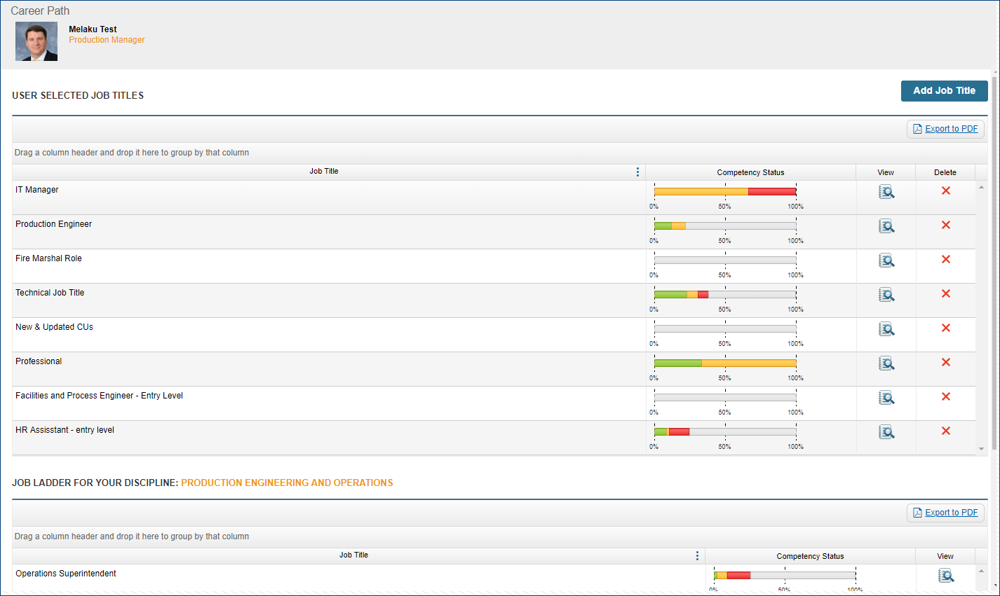 Career Path
Melaku Test
Production Manager
USER SELECTED JOB TITLES
Add Job Title
Export to PDF
Drag a column header and drop it here to group by that column
Job Title Competency Status View Delete
IT Manager
0% 50% 100%
Production Engineer
0% 50% 100%
Fire Marshal Role
0% 50% 100%
Technical Job Title
0% 50% 100%
New & Updated CUs
0% 50% 100%
Professional
0% 50% 100%
Facilities and Process Engineer - Entry Level
0% 50% 100%
HR Assisstant - entry level
0% 50% 100%
JOB LADDER FOR YOUR DISCIPLINE: PRODUCTION ENGINEERING AND OPERATIONS
Export to PDF
Drag a column header and drop it here to group by that column
Job Title Competency Status View
Operations Superintendent
0% 50% 100%